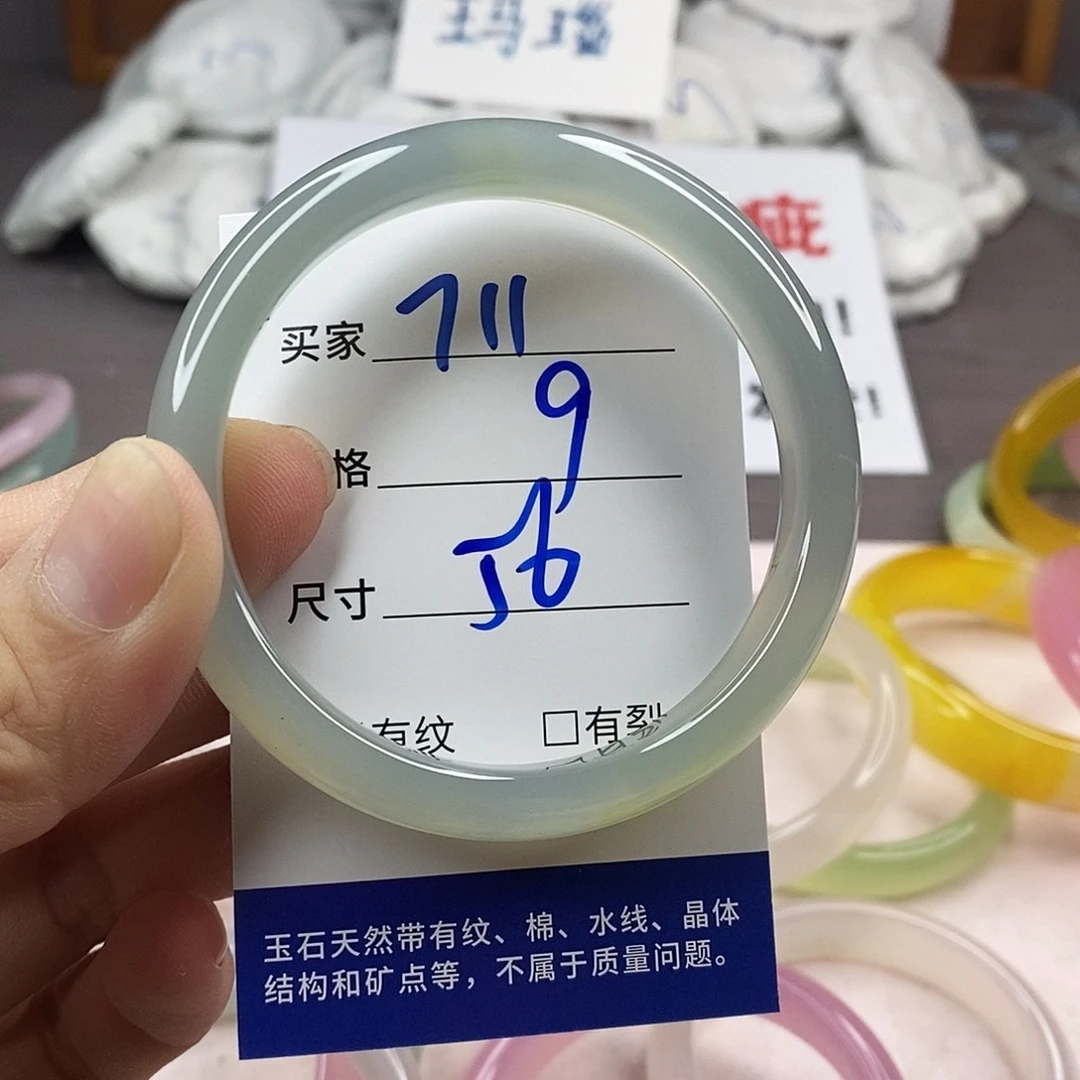 玛瑙
疵
买家 711
格 9
尺寸 56
有纹 □有裂
玉石天然带有纹、棉、水线、晶体
结构和矿点等，不属于质量问题。